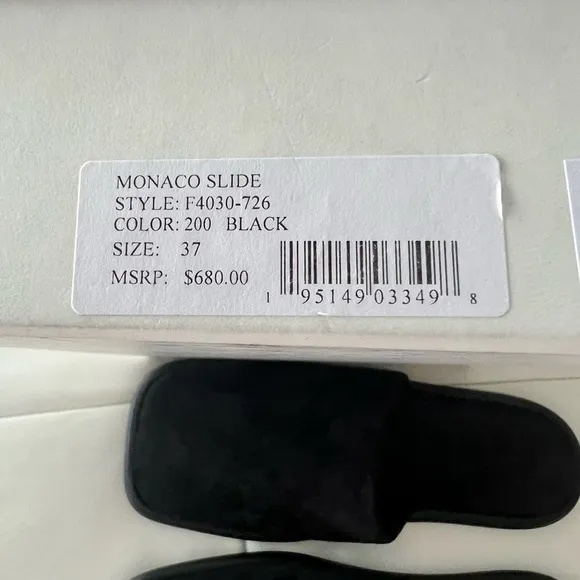 MONACO SLIDE
STYLE: F4030-726
COLOR: 200 BLACK
SIZE: 37
MSRP: $680.00
1 95149 03349 8